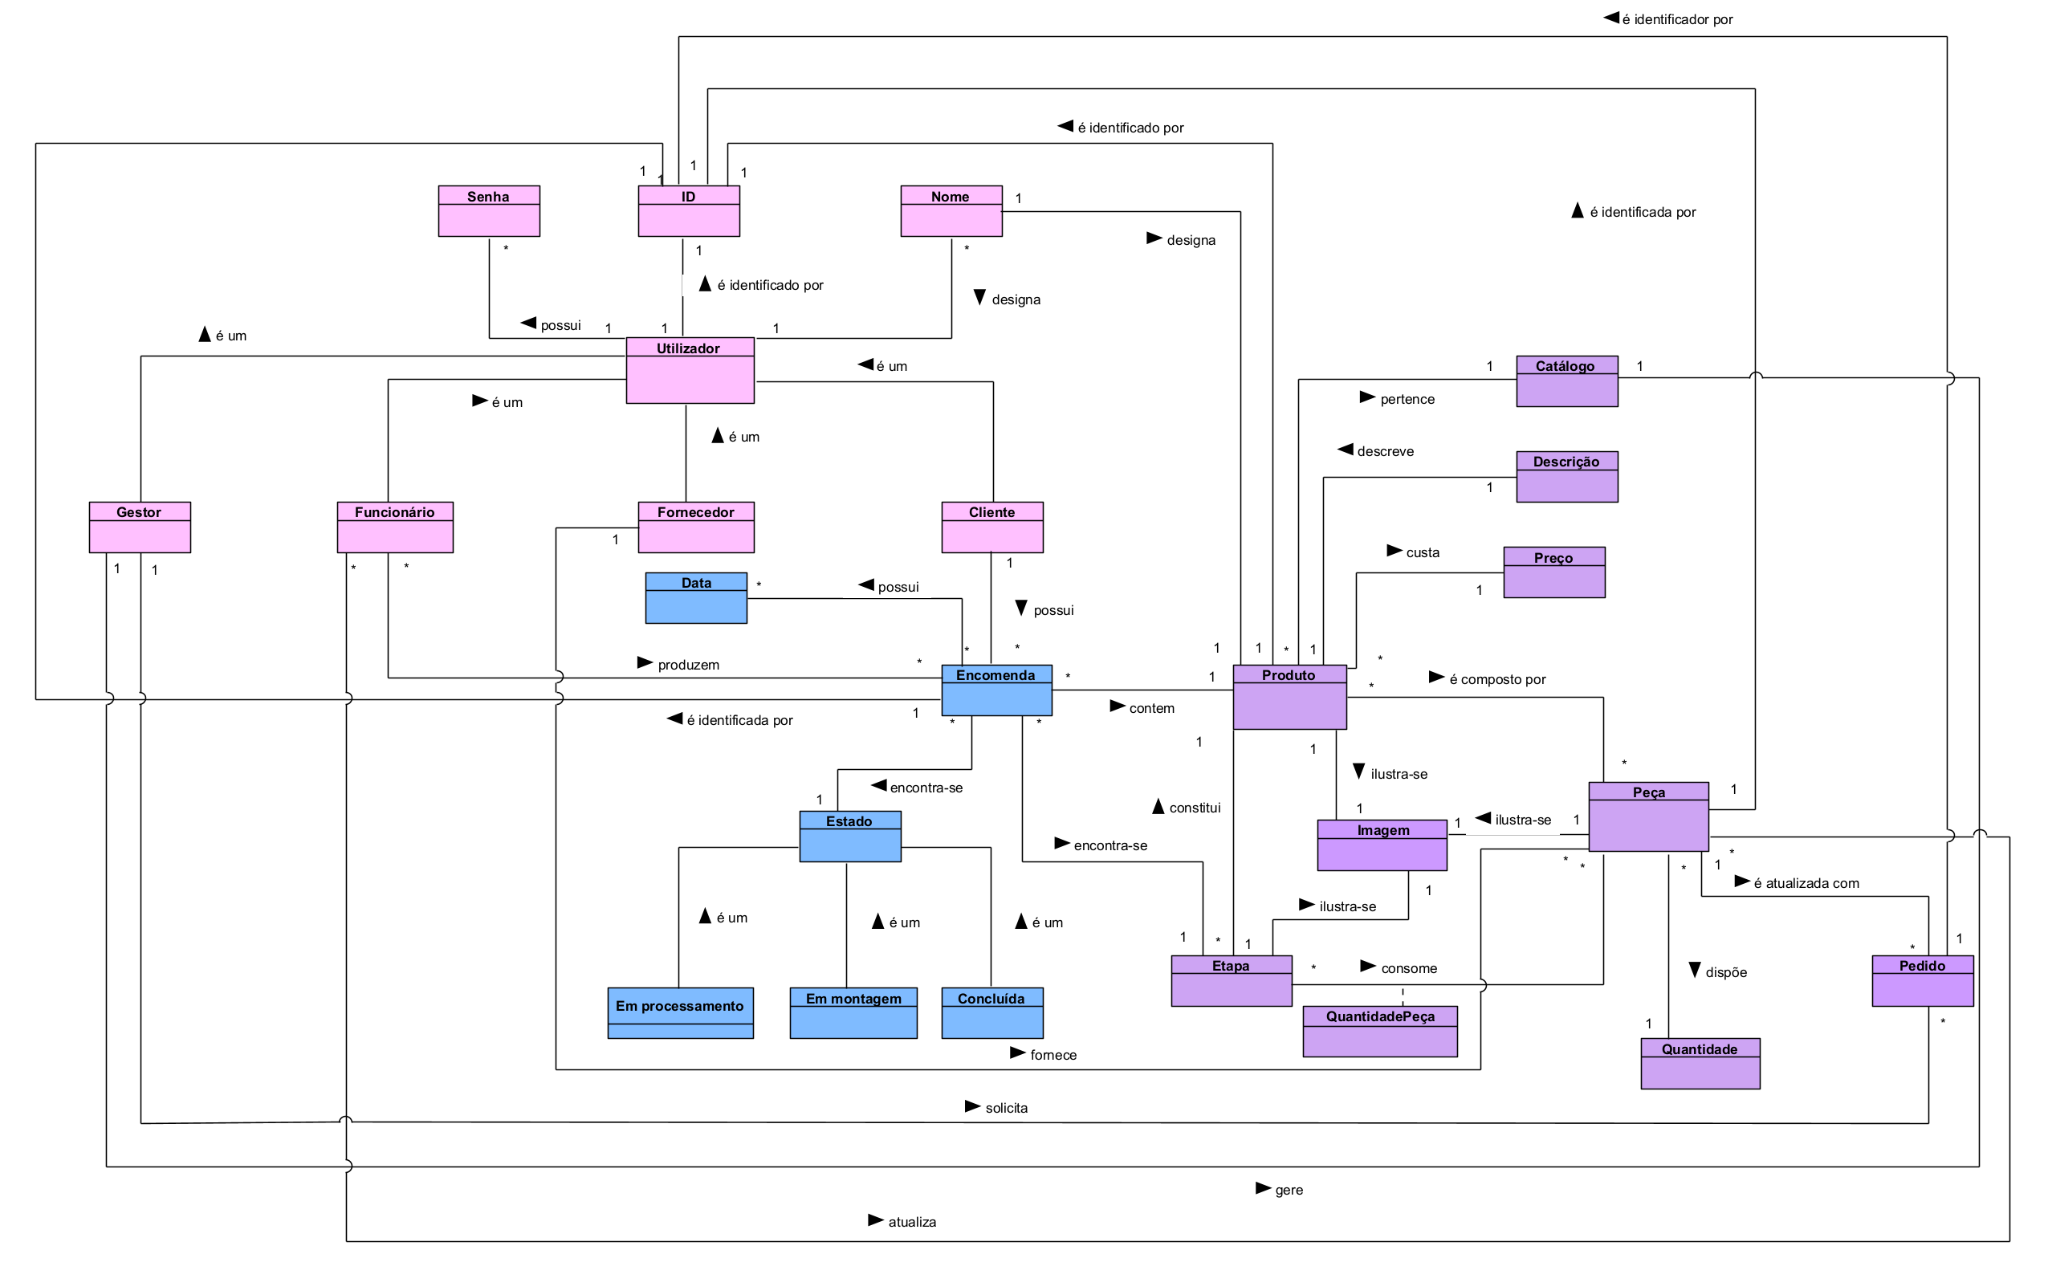 é identificador por
é identificado por
1
1
1
1
Senha
ID
Nome
1
é identificada por
designa
*
1
*
é identificado por
designa
é um
possui
1
1
1
Utilizador
é um
1
Catálogo
1
é um
pertence
é um
descreve
Descrição
1
Gestor
Funcionário
Fornecedor
Cliente
1
custa
Preço
1
1
*
*
1
Data
*
possui
1
possui
produzem
*
*
*
1
1
*
1
*
Encomenda
*
1
Produto
*
é composto por
contem
é identificada por
1
*
*
1
1
*
encontra-se
ilustra-se
1
constitui
1
Peça
1
Estado
1
ilustra-se
1
Imagem
1
encontra-se
*
*
*
1
*
é atualizada com
1
ilustra-se
é um
é um
é um
1
*
1
*
1
Etapa
*
consome
dispõe
Pedido
Em processamento
Em montagem
Concluída
QuantidadePeça
1
*
fornece
Quantidade
solicita
gere
atualiza